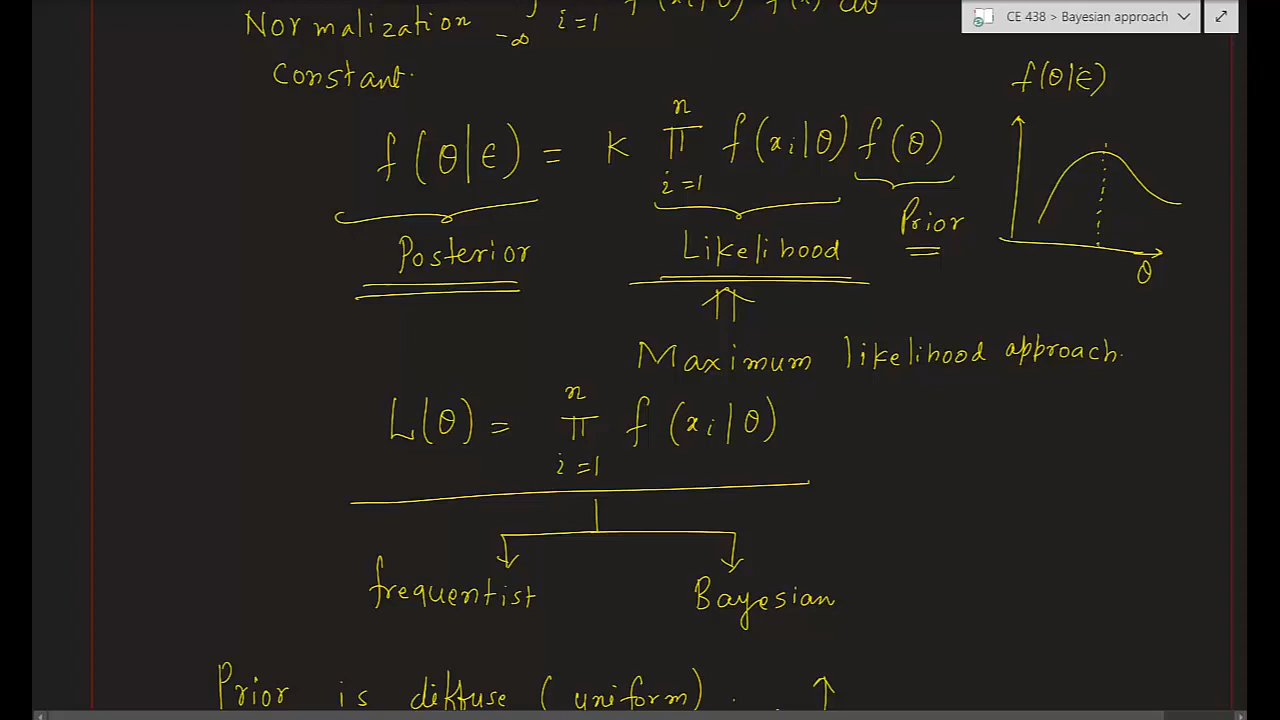 CE 438 > Bayesian approach
Normalization -∞ i=1
Constant.
f(θ|ε)
f(θ|ε) = K n∏i=1 f(xi|θ) f(θ)
θ
Posterior Likelihood Prior
Maximum likelihood approach.
L(θ) = n∏i=1 f(xi|θ)
frequentist Bayesian
Prior is diffuse (uniform).